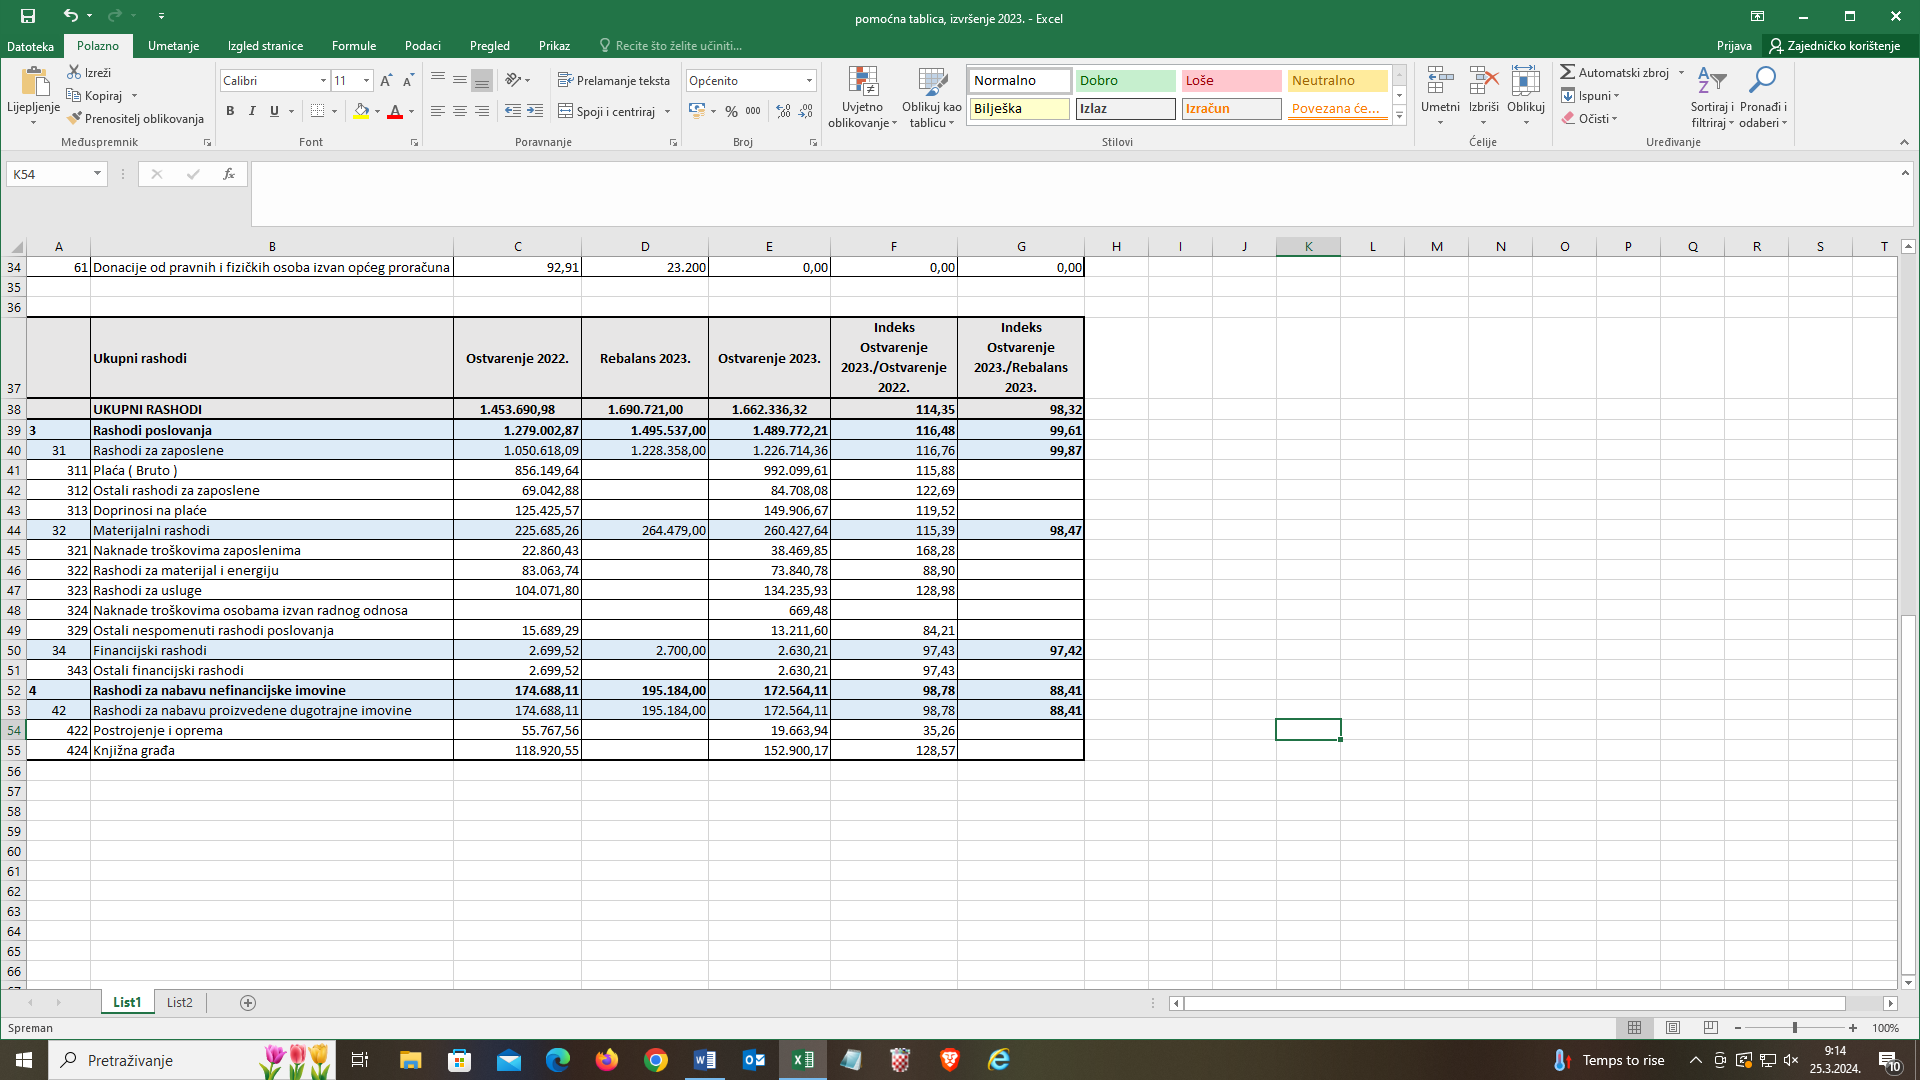 pomoćna tablica, izvršenje 2023. - Excel
Datoteka Polazno Umetanje Izgled stranice Formule Podaci Pregled Prikaz Recite što želite učiniti... Prijava Zajedničko korištenje
Lijepljenje Izreži Kopiraj Prenositelj oblikovanja
Calibri 11
B I U
Prelamanje teksta
Spoji i centriraj
Općenito
% 000
Uvjetno oblikovanje
Oblikuj kao tablicu
Normalno Dobro Loše Neutralno
Bilješka Izlaz Izračun Povezana će...
Umetni Izbriši Oblikuj
Automatski zbroj
Ispuni
Očisti
Sortiraj i filtriraj
Pronađi i odaberi
Međuspremnik Font Poravnanje Broj Stilovi Ćelije Uređivanje
K54 fx
A B C D E F G H I J K L M N O P Q R S T
34 61 Donacije od pravnih i fizičkih osoba izvan općeg proračuna 92,91 23.200 0,00 0,00 0,00
35
36
37 Ukupni rashodi Ostvarenje 2022. Rebalans 2023. Ostvarenje 2023. Indeks Ostvarenje 2023./Ostvarenje 2022. Indeks Ostvarenje 2023./Rebalans 2023.
38 UKUPNI RASHODI 1.453.690,98 1.690.721,00 1.662.336,32 114,35 98,32
39 3 Rashodi poslovanja 1.279.002,87 1.495.537,00 1.489.772,21 116,48 99,61
40 31 Rashodi za zaposlene 1.050.618,09 1.228.358,00 1.226.714,36 116,76 99,87
41 311 Plaća ( Bruto ) 856.149,64 992.099,61 115,88
42 312 Ostali rashodi za zaposlene 69.042,88 84.708,08 122,69
43 313 Doprinosi na plaće 125.425,57 149.906,67 119,52
44 32 Materijalni rashodi 225.685,26 264.479,00 260.427,64 115,39 98,47
45 321 Naknade troškovima zaposlenima 22.860,43 38.469,85 168,28
46 322 Rashodi za materijal i energiju 83.063,74 73.840,78 88,90
47 323 Rashodi za usluge 104.071,80 134.235,93 128,98
48 324 Naknade troškovima osobama izvan radnog odnosa 669,48
49 329 Ostali nespomenuti rashodi poslovanja 15.689,29 13.211,60 84,21
50 34 Financijski rashodi 2.699,52 2.700,00 2.630,21 97,43 97,42
51 343 Ostali financijski rashodi 2.699,52 2.630,21 97,43
52 4 Rashodi za nabavu nefinancijske imovine 174.688,11 195.184,00 172.564,11 98,78 88,41
53 42 Rashodi za nabavu proizvedene dugotrajne imovine 174.688,11 195.184,00 172.564,11 98,78 88,41
54 422 Postrojenje i oprema 55.767,56 19.663,94 35,26
55 424 Knjižna građa 118.920,55 152.900,17 128,57
56
57
58
59
60
61
62
63
64
65
66
List1 List2
Spreman 100%
Pretraživanje Temps to rise 9:14
25.3.2024. 10